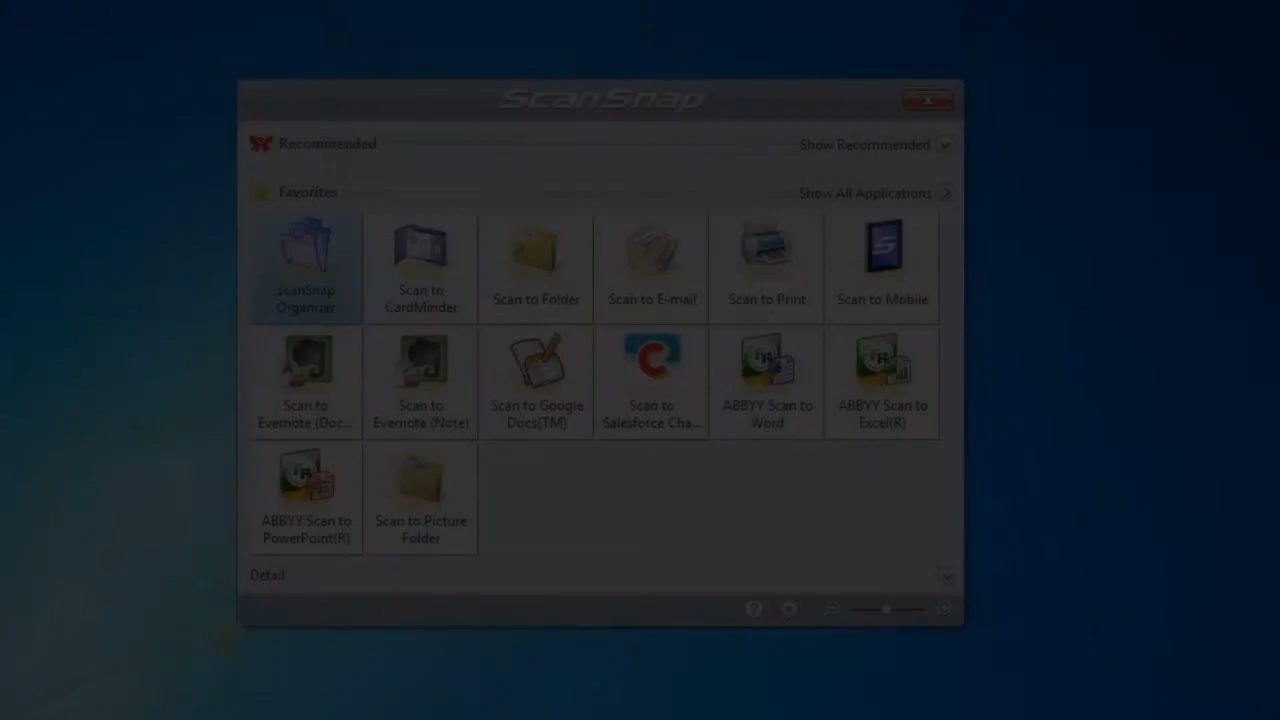 ScanSnap
Recommended
Show Recommended
Favorites
Show All Applications
ScanSnap
Organizer
Scan to
CardMinder
Scan to Folder
Scan to E-mail
Scan to Print
Scan to Mobile
Scan to
Evernote (Doc...
Scan to
Evernote (Note)
Scan to Google
Docs(TM)
Scan to
Salesforce Cha...
ABBYY Scan to
Word
ABBYY Scan to
Excel(R)
ABBYY Scan to
PowerPoint(R)
Scan to Picture
Folder
Detail